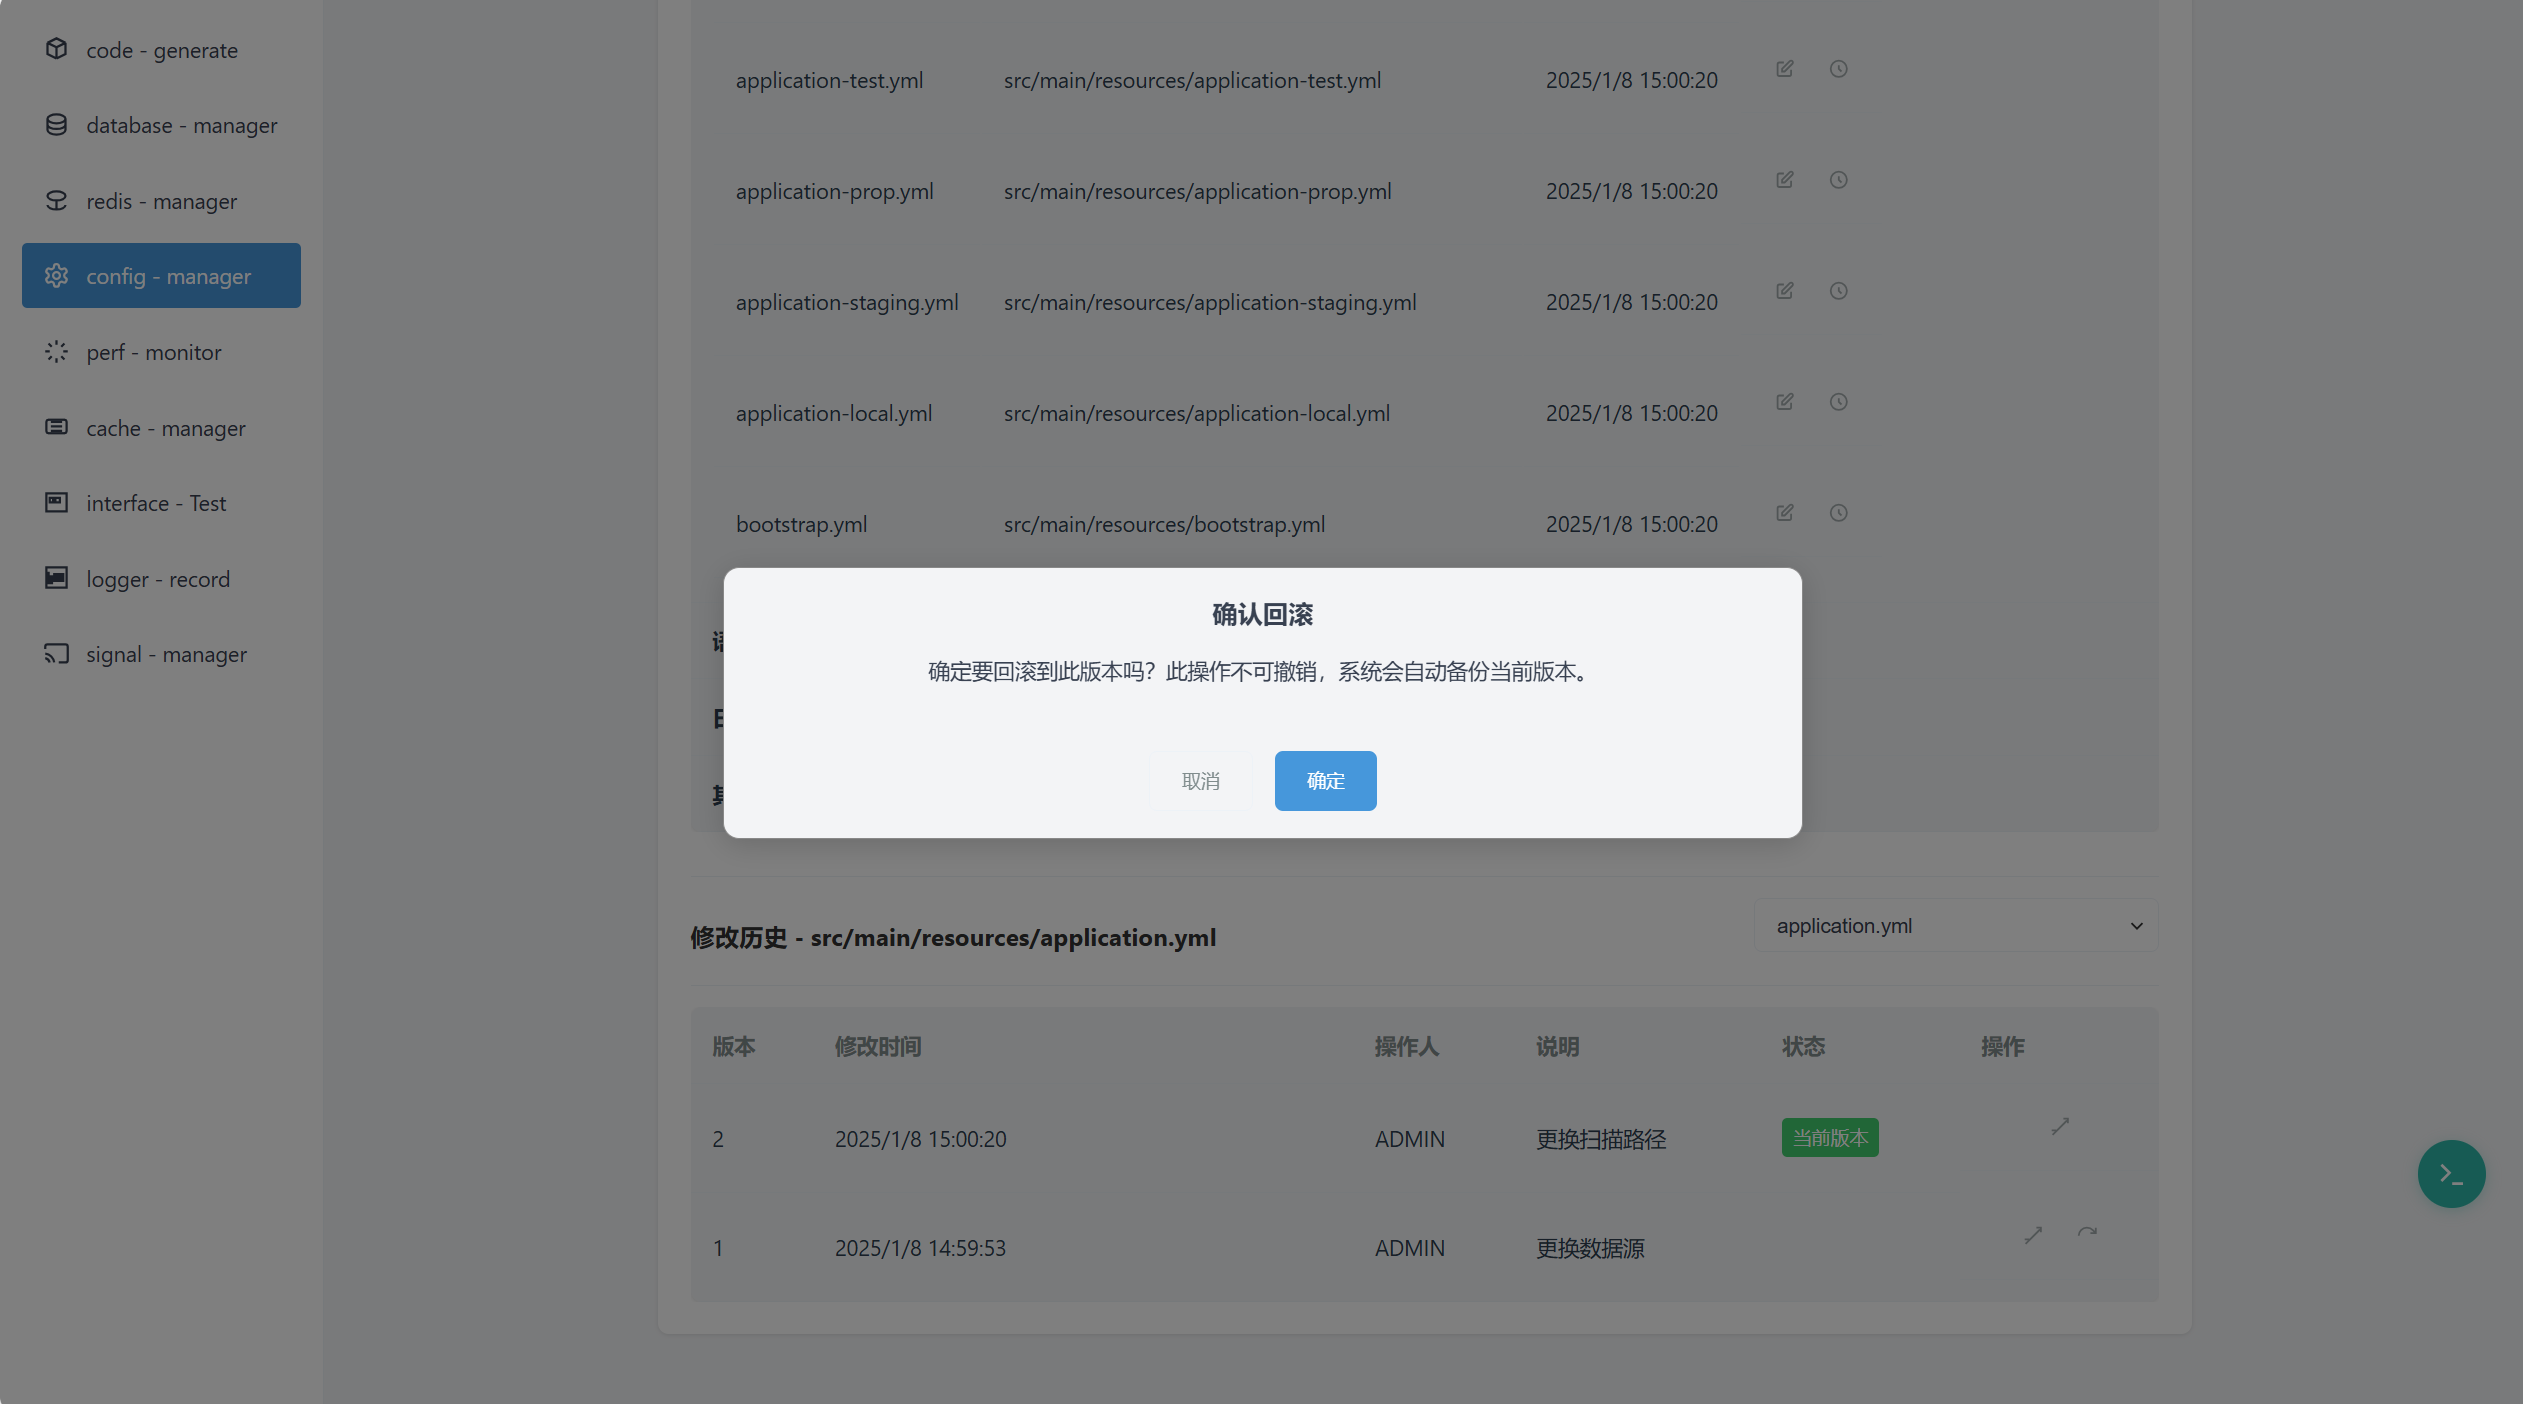 code - generate
database - manager
redis - manager
config - manager
perf - monitor
cache - manager
interface - Test
logger - record
signal - manager
application-test.yml src/main/resources/application-test.yml 2025/1/8 15:00:20
application-prop.yml src/main/resources/application-prop.yml 2025/1/8 15:00:20
application-staging.yml src/main/resources/application-staging.yml 2025/1/8 15:00:20
application-local.yml src/main/resources/application-local.yml 2025/1/8 15:00:20
bootstrap.yml src/main/resources/bootstrap.yml 2025/1/8 15:00:20
确认回滚
确定要回滚到此版本吗？此操作不可撤销，系统会自动备份当前版本。
取消 确定
修改历史 - src/main/resources/application.yml application.yml
版本 修改时间 操作人 说明 状态 操作
2 2025/1/8 15:00:20 ADMIN 更换扫描路径 当前版本
1 2025/1/8 14:59:53 ADMIN 更换数据源